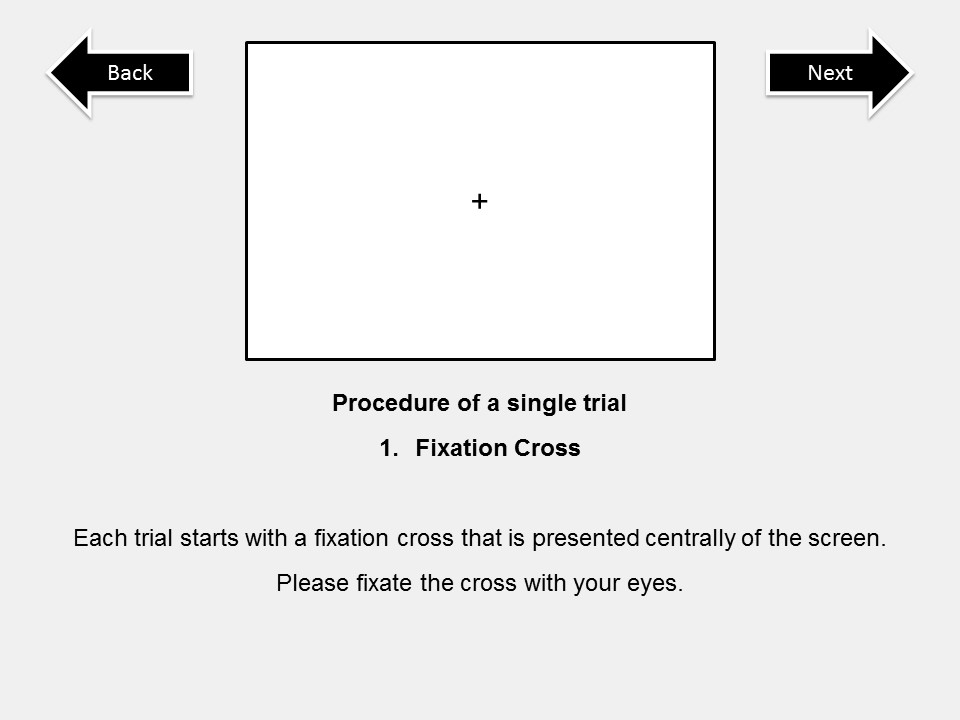 Back
Next
+
Procedure of a single trial
1. Fixation Cross
Each trial starts with a fixation cross that is presented centrally of the screen.
Please fixate the cross with your eyes.